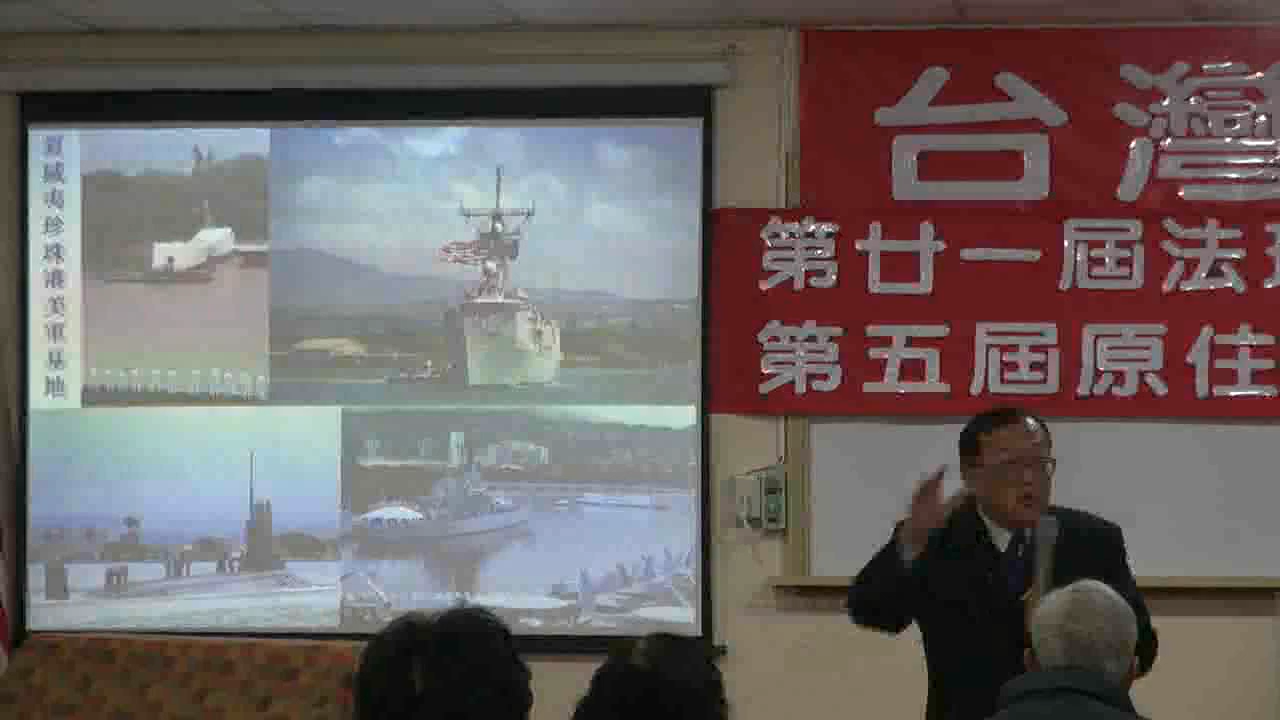 夏威夷珍珠港美軍基地
台灣
第廿一屆法
第五屆原住